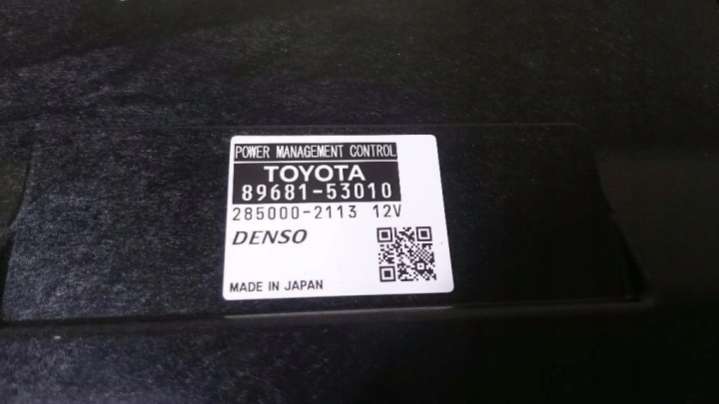 POWER MANAGEMENT CONTROL
TOYOTA
89681-53010
285000-2113 12V
DENSO
MADE IN JAPAN